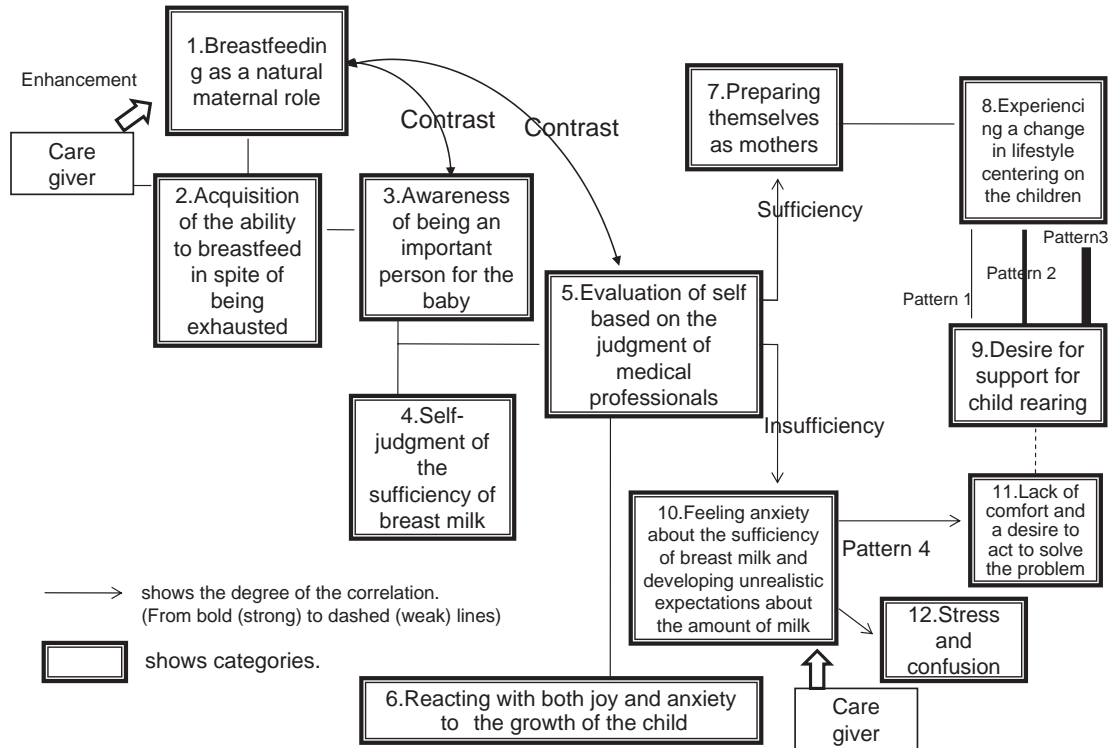 1.Breastfeedin
g as a natural
maternal role
Enhancement
Care
giver
2.Acquisition
of the ability
to breastfeed
in spite of
being
exhausted
Contrast
Contrast
3.Awareness
of being an
important
person for the
baby
4.Self-
judgment of
the
sufficiency of
breast milk
5.Evaluation of self
based on the
judgment of
medical
professionals
Sufficiency
Insufficiency
7.Preparing
themselves
as mothers
8.Experienci
ng a change
in lifestyle
centering on
the children
Pattern3
Pattern 2
Pattern 1
9.Desire for
support for
child rearing
10.Feeling anxiety
about the sufficiency
of breast milk and
developing unrealistic
expectations about
the amount of milk
Pattern 4
11.Lack of
comfort and
a desire to
act to solve
the problem
12.Stress
and
confusion
shows the degree of the correlation.
(From bold (strong) to dashed (weak) lines)
shows categories.
6.Reacting with both joy and anxiety
to the growth of the child
Care
giver